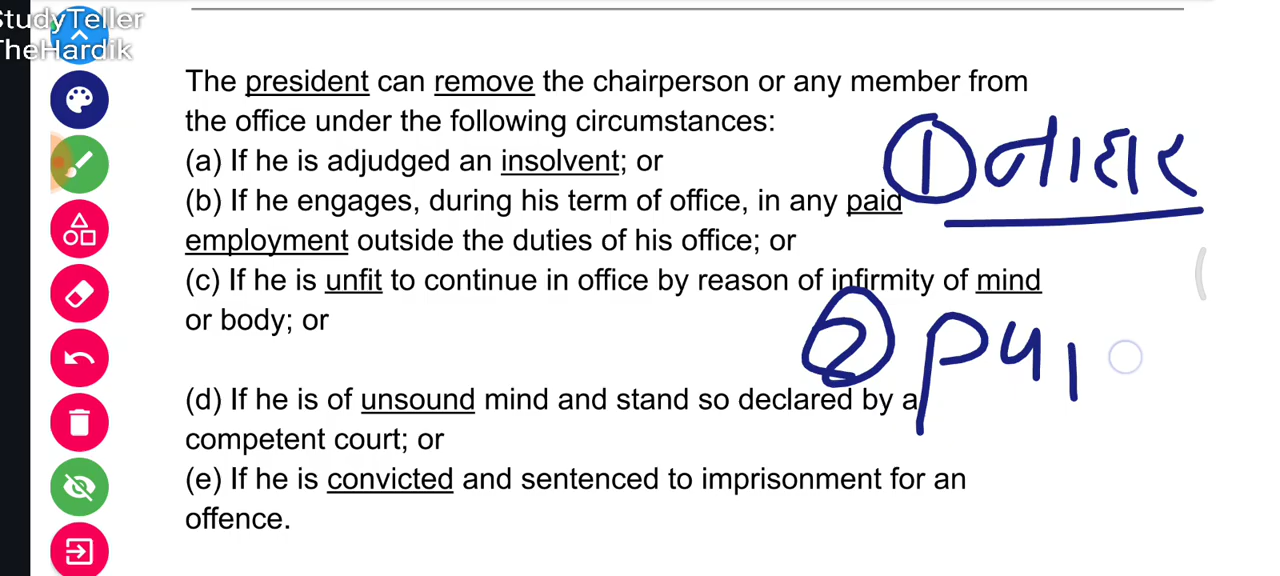 StudyTeller
TheHardik
The president can remove the chairperson or any member from
the office under the following circumstances:
(a) If he is adjudged an insolvent; or
(b) If he engages, during his term of office, in any paid
employment outside the duties of his office; or
(c) If he is unfit to continue in office by reason of infirmity of mind
or body; or
(d) If he is of unsound mind and stand so declared by a
competent court; or
(e) If he is convicted and sentenced to imprisonment for an
offence.
1
2